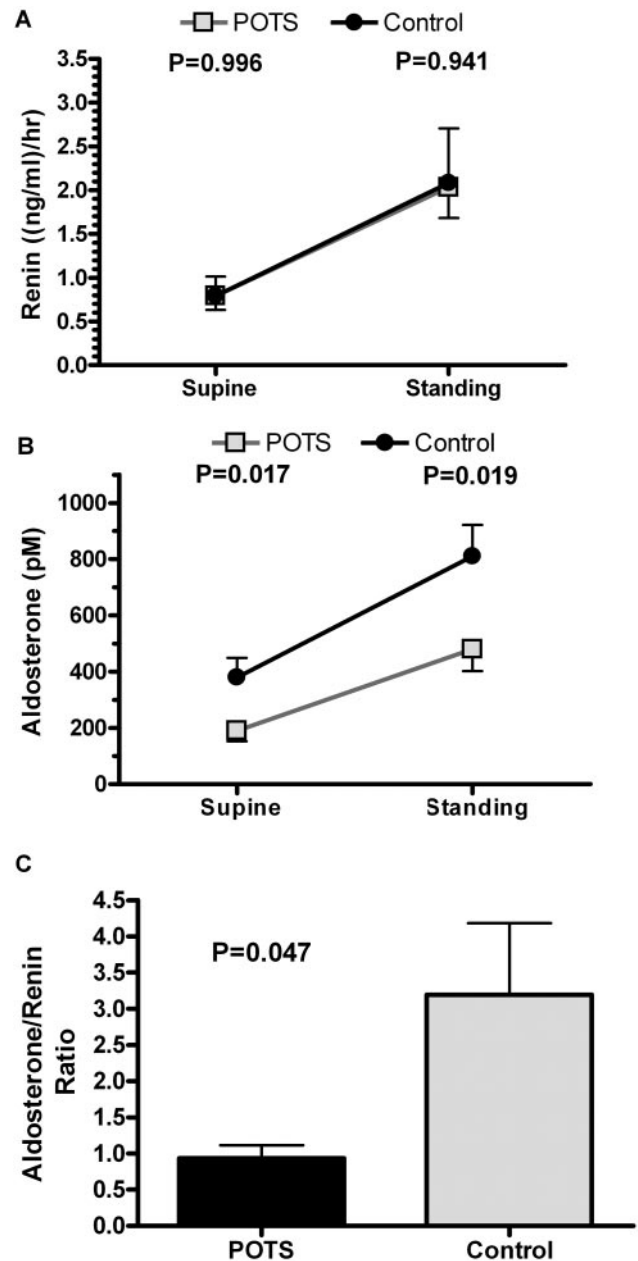 A
POTS Control
P=0.996 P=0.941
Renin ((ng/ml)/hr)
3.5
3.0
2.5
2.0
1.5
1.0
0.5
0.0
Supine Standing
B
POTS Control
P=0.017 P=0.019
Aldosterone (pM)
1000
800
600
400
200
0
Supine Standing
C
Aldosterone/Renin
Ratio
4.5
4.0
3.5
3.0
2.5
2.0
1.5
1.0
0.5
0.0
P=0.047
POTS Control